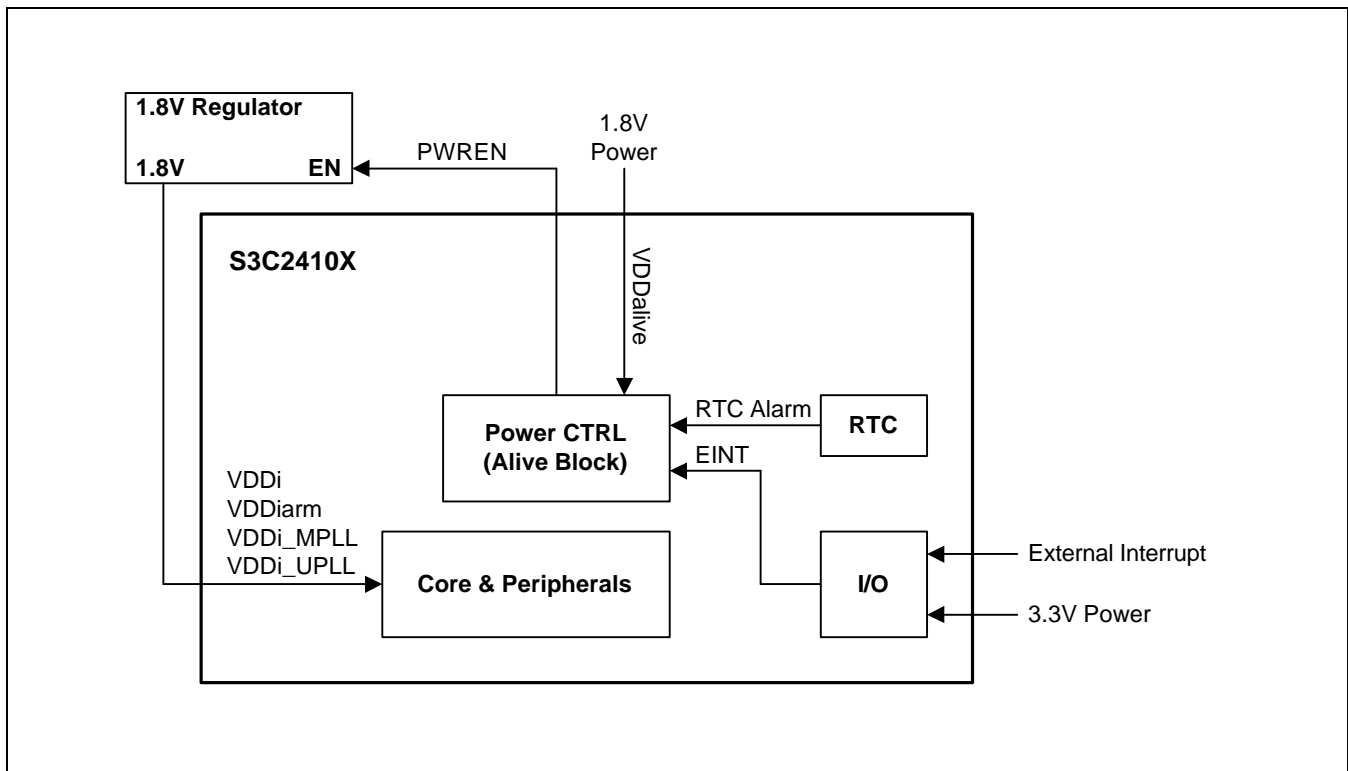 1.8V Regulator
1.8V EN
PWREN
1.8V
Power
S3C2410X
VDDalive
Power CTRL
(Alive Block)
RTC Alarm
RTC
EINT
VDDi
VDDiarm
VDDi_MPLL
VDDi_UPLL
Core & Peripherals
I/O
External Interrupt
3.3V Power